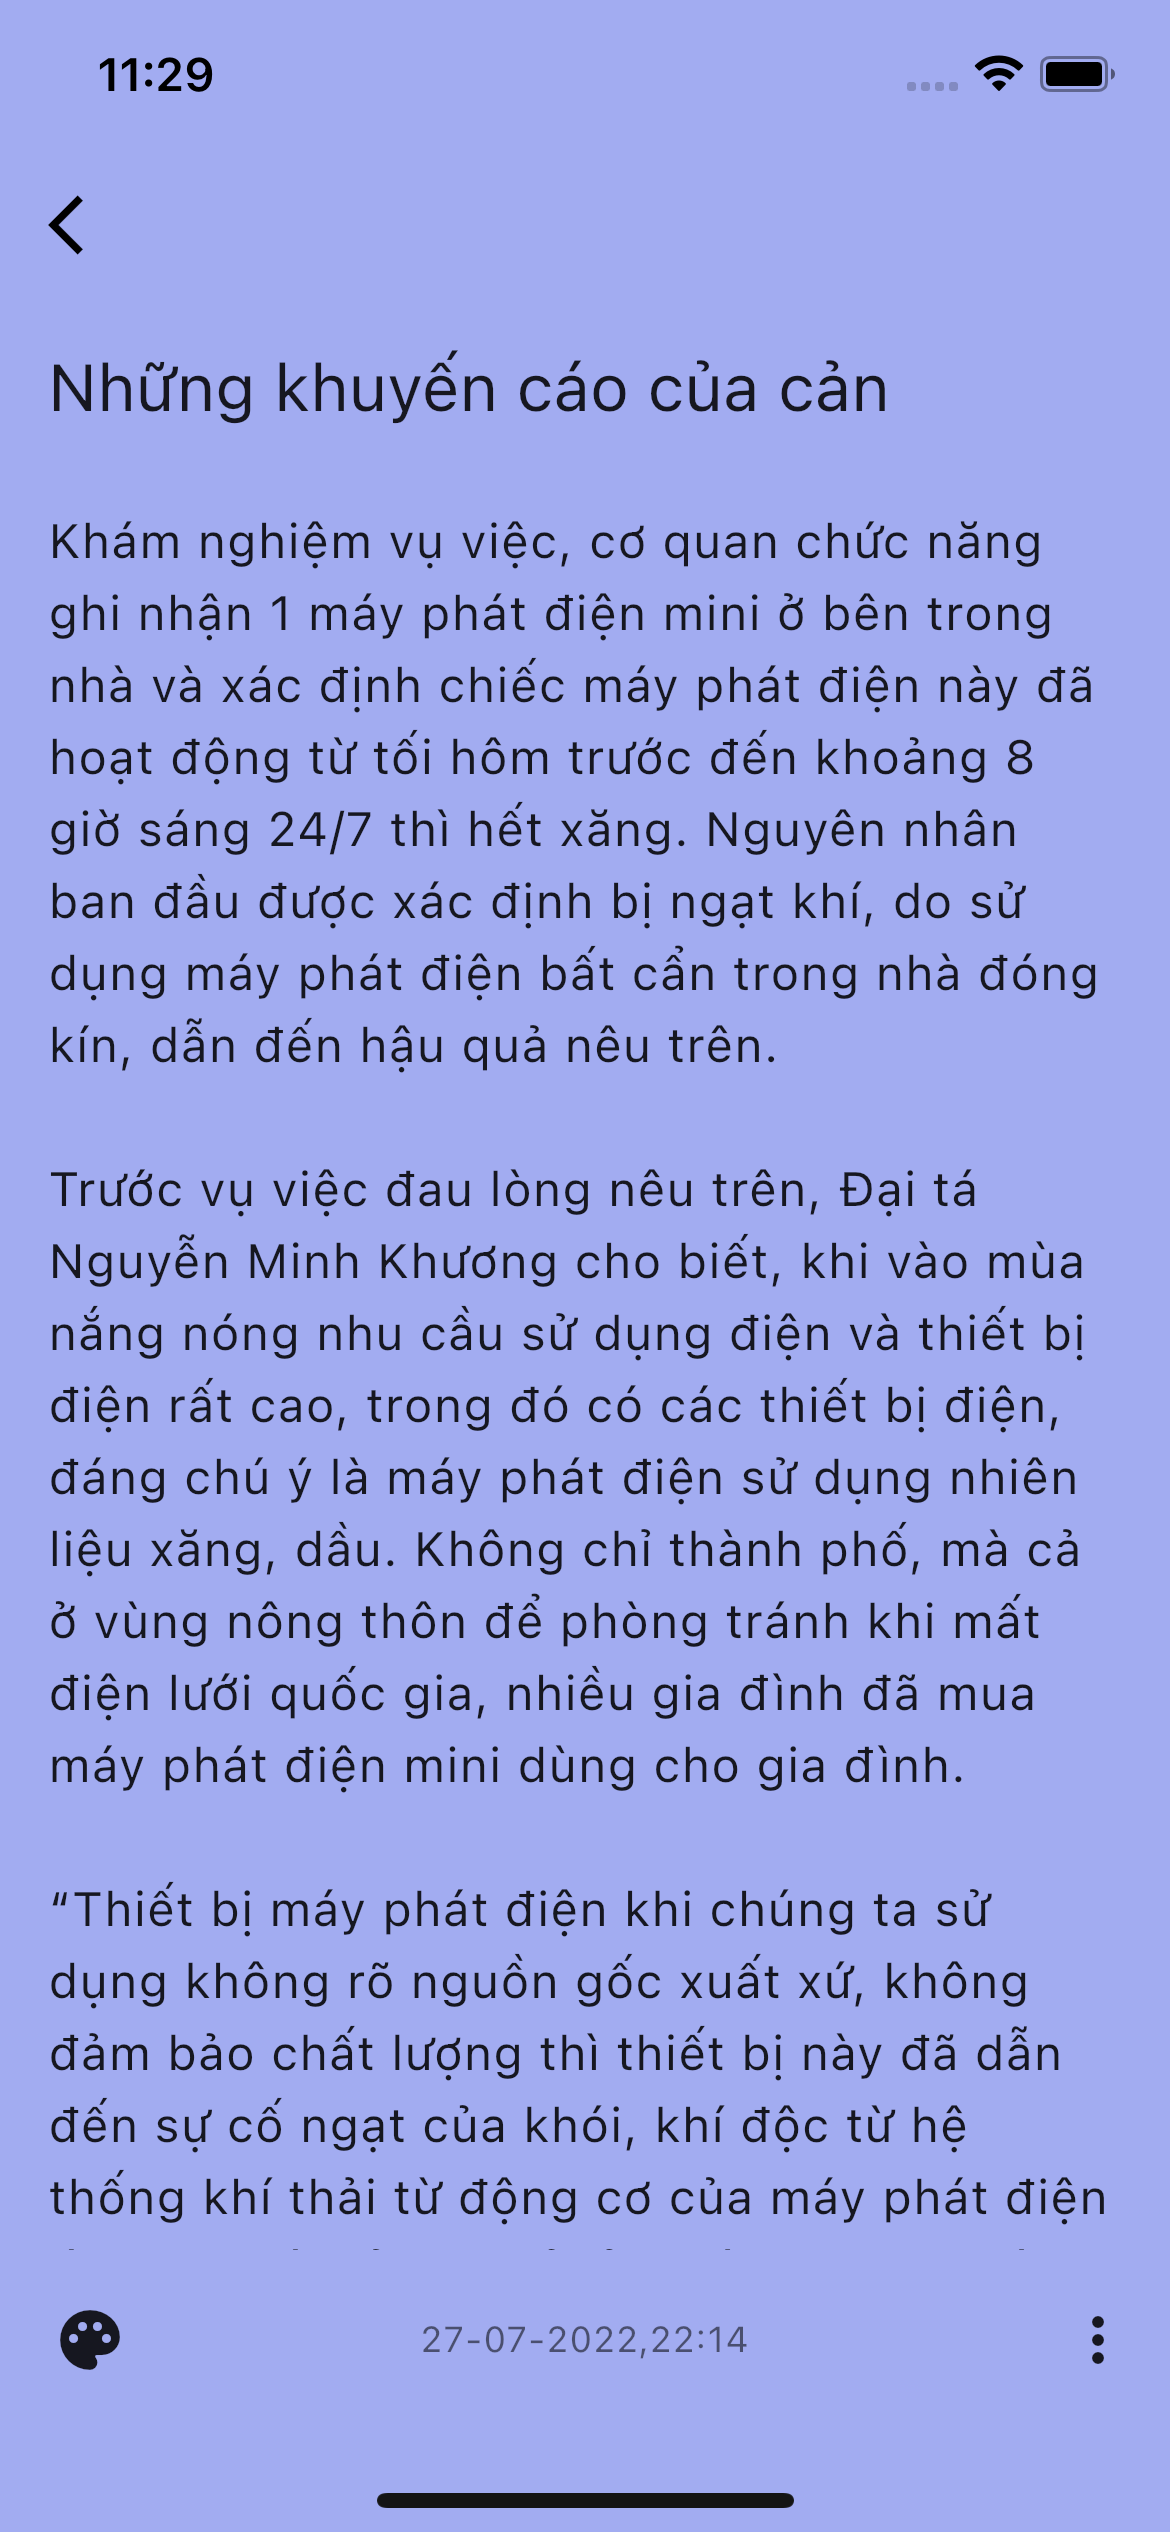 11:29
Những khuyến cáo của cản
Khám nghiệm vụ việc, cơ quan chức năng
ghi nhận 1 máy phát điện mini ở bên trong
nhà và xác định chiếc máy phát điện này đã
hoạt động từ tối hôm trước đến khoảng 8
giờ sáng 24/7 thì hết xăng. Nguyên nhân
ban đầu được xác định bị ngạt khí, do sử
dụng máy phát điện bất cẩn trong nhà đóng
kín, dẫn đến hậu quả nêu trên.
Trước vụ việc đau lòng nêu trên, Đại tá
Nguyễn Minh Khương cho biết, khi vào mùa
nắng nóng nhu cầu sử dụng điện và thiết bị
điện rất cao, trong đó có các thiết bị điện,
đáng chú ý là máy phát điện sử dụng nhiên
liệu xăng, dầu. Không chỉ thành phố, mà cả
ở vùng nông thôn để phòng tránh khi mất
điện lưới quốc gia, nhiều gia đình đã mua
máy phát điện mini dùng cho gia đình.
“Thiết bị máy phát điện khi chúng ta sử
dụng không rõ nguồn gốc xuất xứ, không
đảm bảo chất lượng thì thiết bị này đã dẫn
đến sự cố ngạt của khói, khí độc từ hệ
thống khí thải từ động cơ của máy phát điện
27-07-2022,22:14